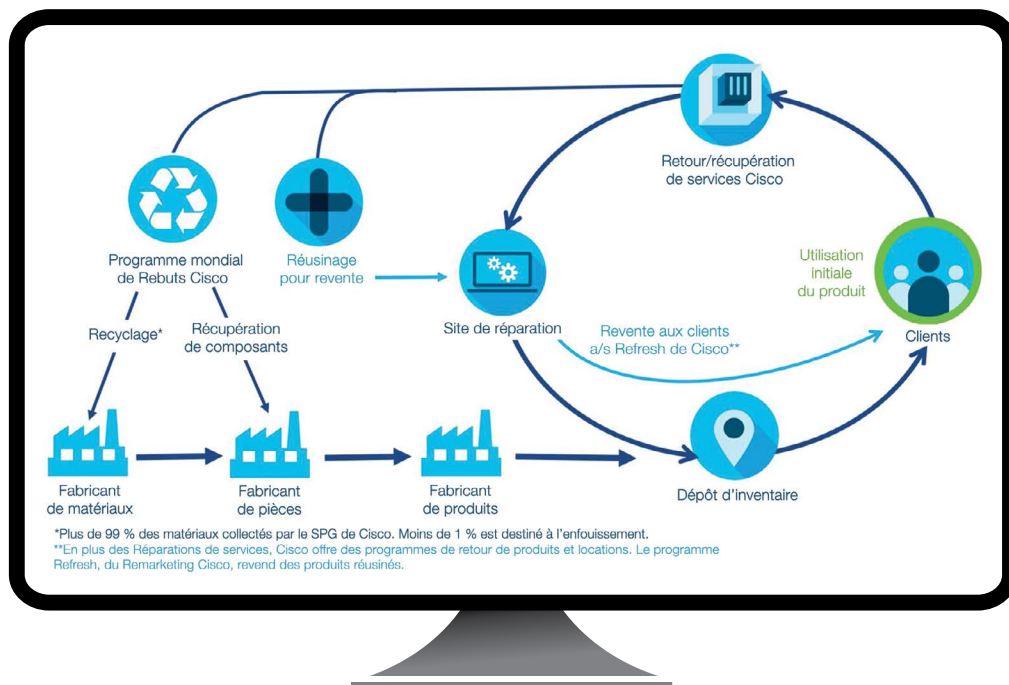 Retour/récupération
de services Cisco
Programme mondial
de Rebuts Cisco
Réusinage
pour revente
Utilisation
initiale
du produit
Clients
Site de réparation
Revente aux clients
a/s Refresh de Cisco**
Recyclage*
Récupération
de composants
Fabricant
de matériaux
Fabricant
de pièces
Fabricant
de produits
Dépôt d'inventaire
*Plus de 99 % des matériaux collectés par le SPG de Cisco. Moins de 1 % est destiné à l'enfouissement.
**En plus des Réparations de services, Cisco offre des programmes de retour de produits et locations. Le programme
Refresh, du Remarketing Cisco, revend des produits réusinés.